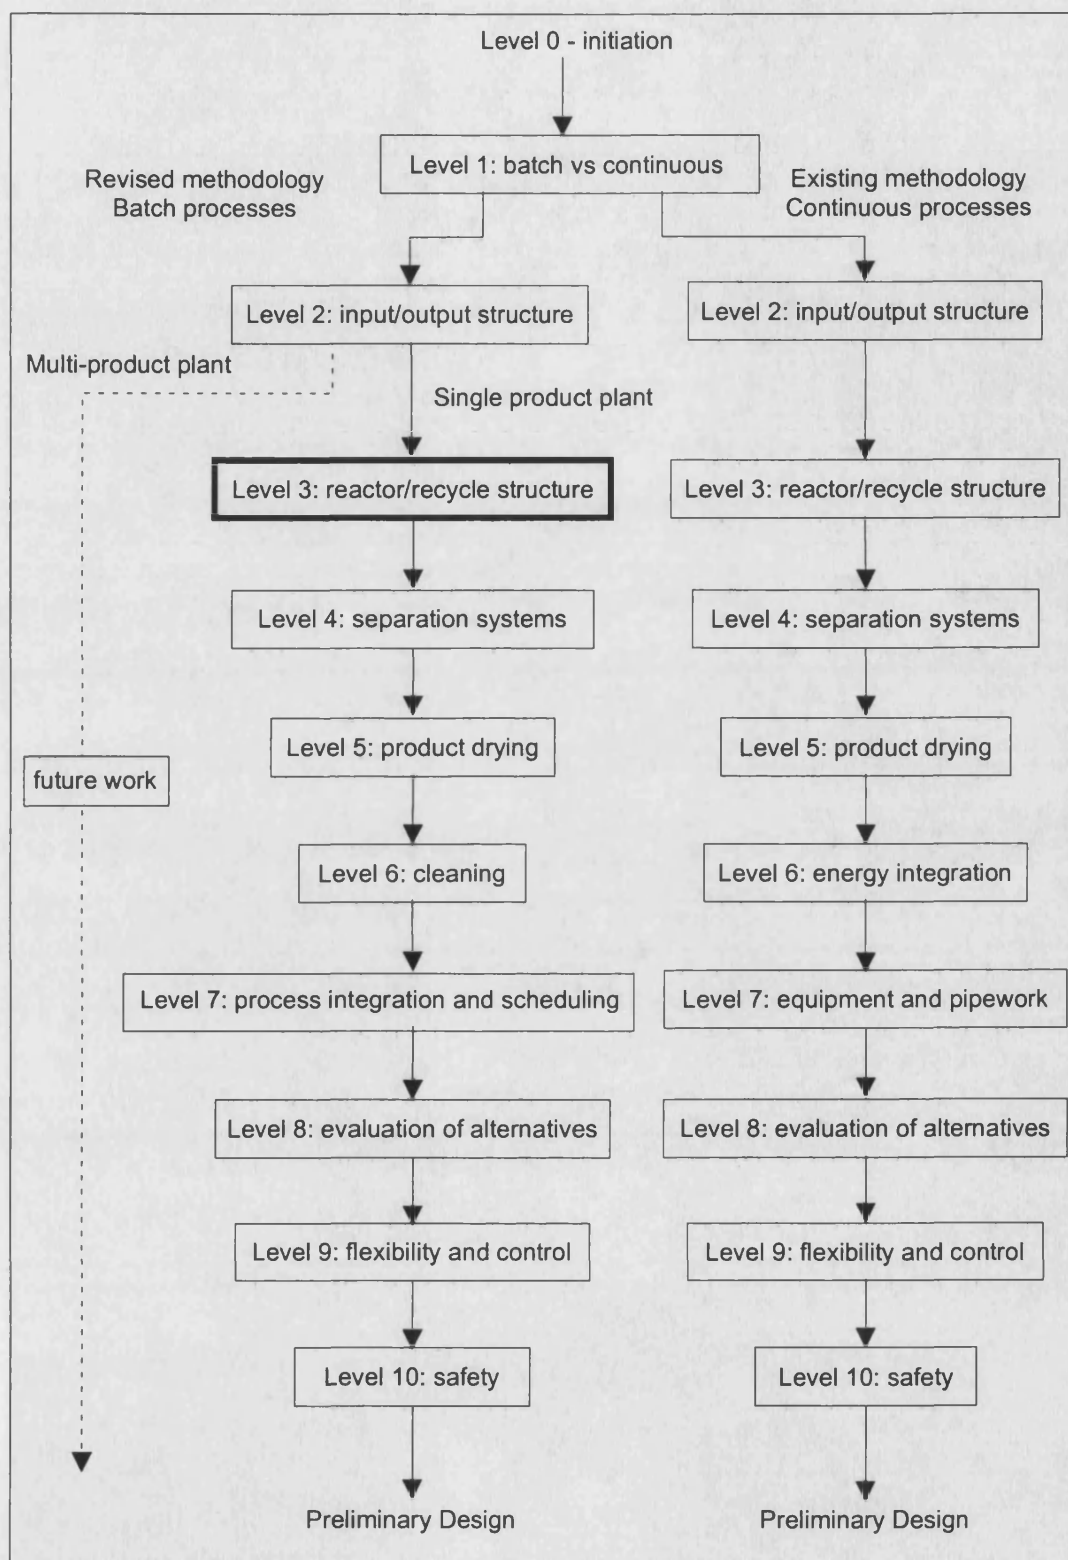 Level 0 - initiation
Level 1: batch vs continuous
Revised methodology
Batch processes
Existing methodology
Continuous processes
Level 2: input/output structure
Level 2: input/output structure
Multi-product plant
Single product plant
Level 3: reactor/recycle structure
Level 3: reactor/recycle structure
Level 4: separation systems
Level 4: separation systems
Level 5: product drying
Level 5: product drying
future work
Level 6: cleaning
Level 6: energy integration
Level 7: process integration and scheduling
Level 7: equipment and pipework
Level 8: evaluation of alternatives
Level 8: evaluation of alternatives
Level 9: flexibility and control
Level 9: flexibility and control
Level 10: safety
Level 10: safety
Preliminary Design
Preliminary Design